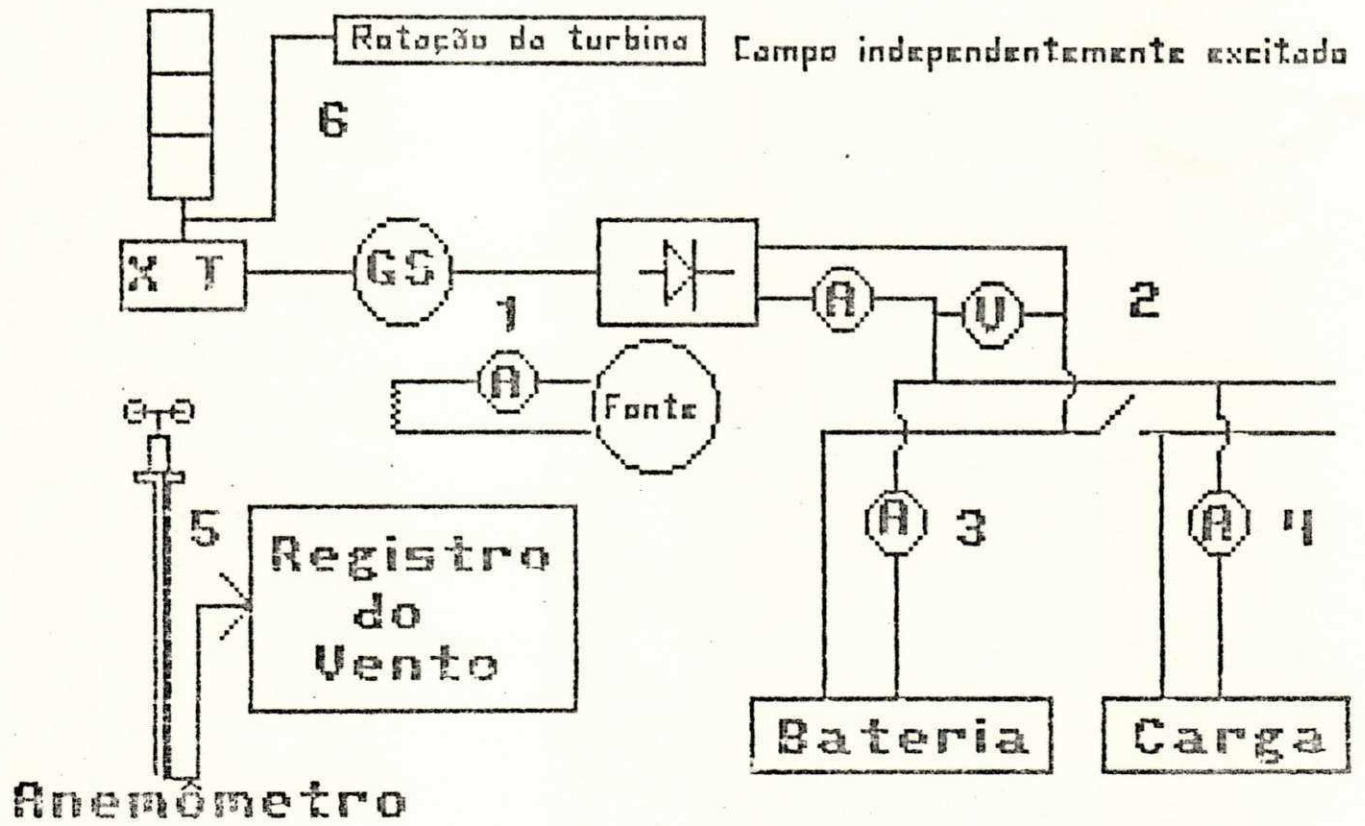 Rotação da turbina
Campo independentemente excitado
6
X T
GS
1
A
V
2
A
Fonte
A
3
A
4
5
Registro
do
Vento
Bateria
Carga
Anemômetro